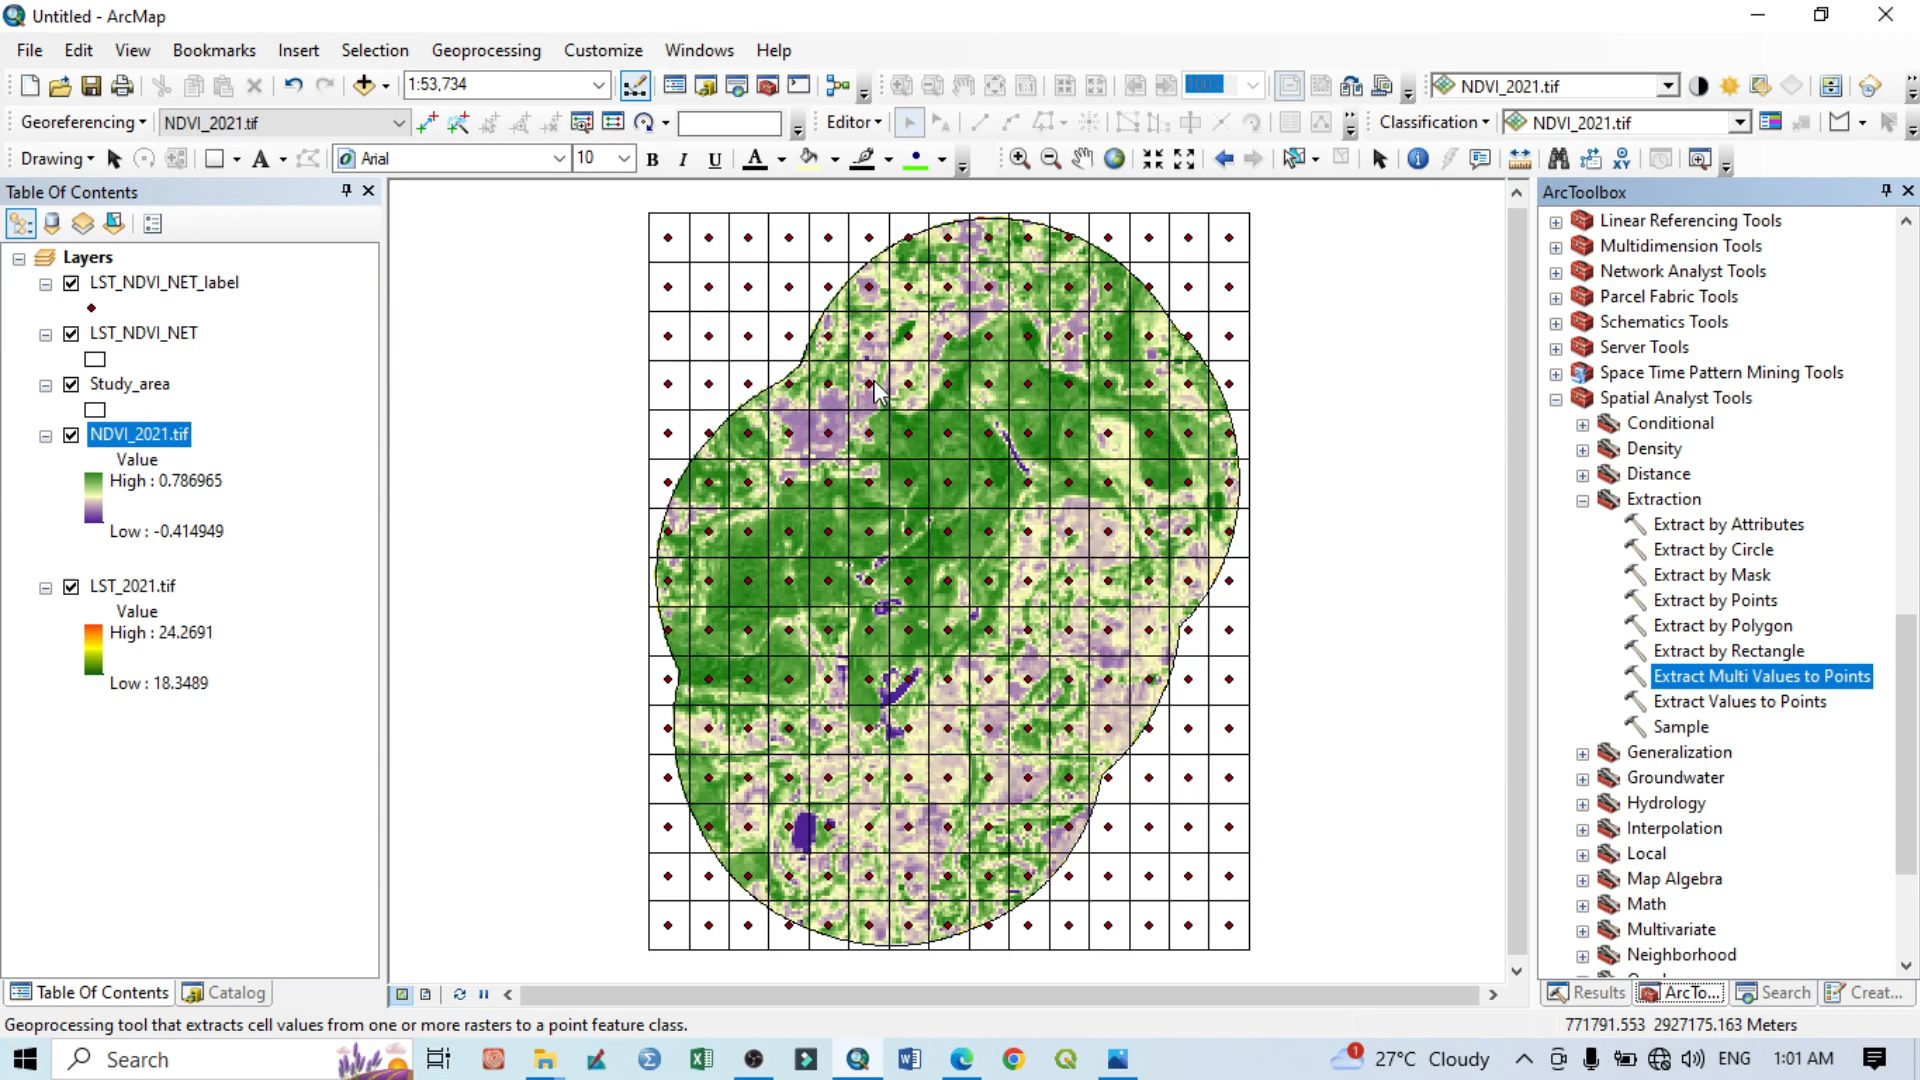 Untitled - ArcMap
File Edit View Bookmarks Insert Selection Geoprocessing Customize Windows Help
1:53,734 100% NDVI_2021.tif
Georeferencing NDVI_2021.tif Editor Classification NDVI_2021.tif
Drawing A Arial 10 B I U A XY
Table Of Contents
Layers
LST_NDVI_NET_label
LST_NDVI_NET
Study_area
NDVI_2021.tif
Value
High : 0.786965
Low : -0.414949
LST_2021.tif
Value
High : 24.2691
Low : 18.3489
Table Of Contents Catalog
ArcToolbox
Linear Referencing Tools
Multidimension Tools
Network Analyst Tools
Parcel Fabric Tools
Schematics Tools
Server Tools
Space Time Pattern Mining Tools
Spatial Analyst Tools
Conditional
Density
Distance
Extraction
Extract by Attributes
Extract by Circle
Extract by Mask
Extract by Points
Extract by Polygon
Extract by Rectangle
Extract Multi Values to Points
Extract Values to Points
Sample
Generalization
Groundwater
Hydrology
Interpolation
Local
Map Algebra
Math
Multivariate
Neighborhood
Results ArcTo... Search Creat...
Geoprocessing tool that extracts cell values from one or more rasters to a point feature class.
771791.553 2927175.163 Meters
Search
1 27°C Cloudy ENG 1:01 AM